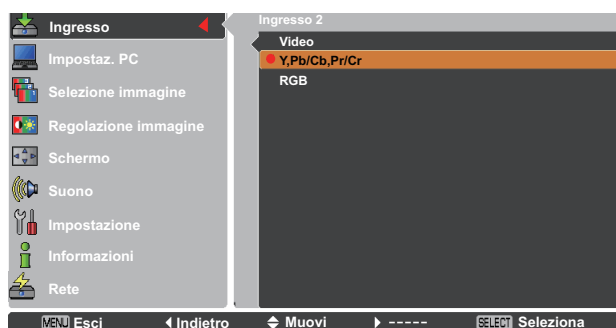 Ingresso
Impostaz. PC
Selezione immagine
Regolazione immagine
Schermo
Suono
Impostazione
Informazioni
Rete
Ingresso 2
Video
Y,Pb/Cb,Pr/Cr
RGB
MENU Esci Indietro Muovi ----- SELECT Seleziona